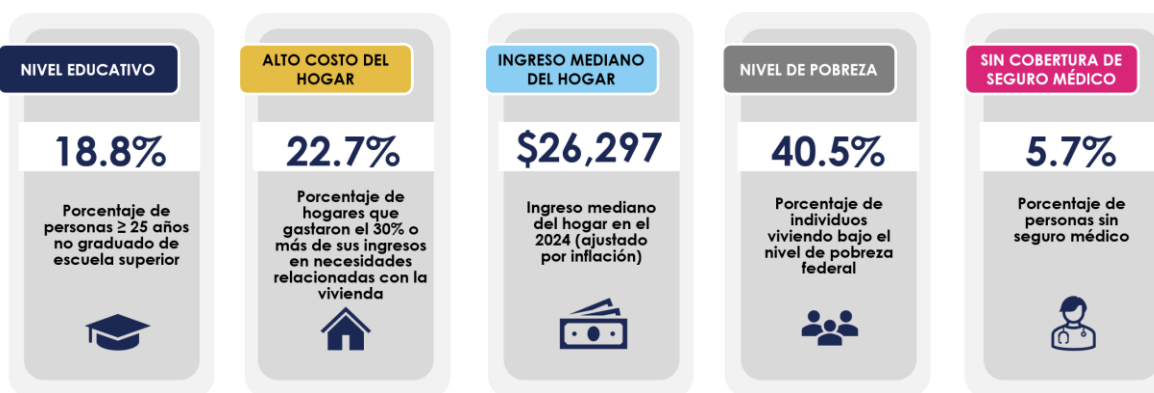 NIVEL EDUCATIVO
18.8%
Porcentaje de
personas ≥ 25 años
no graduado de
escuela superior
ALTO COSTO DEL
HOGAR
22.7%
Porcentaje de
hogares que
gastaron el 30% o
más de sus ingresos
en necesidades
relacionadas con la
vivienda
INGRESO MEDIANO
DEL HOGAR
$26,297
Ingreso mediano
del hogar en el
2024 (ajustado
por inflación)
NIVEL DE POBREZA
40.5%
Porcentaje de
individuos
viviendo bajo el
nivel de pobreza
federal
SIN COBERTURA DE
SEGURO MÉDICO
5.7%
Porcentaje de
personas sin
seguro médico